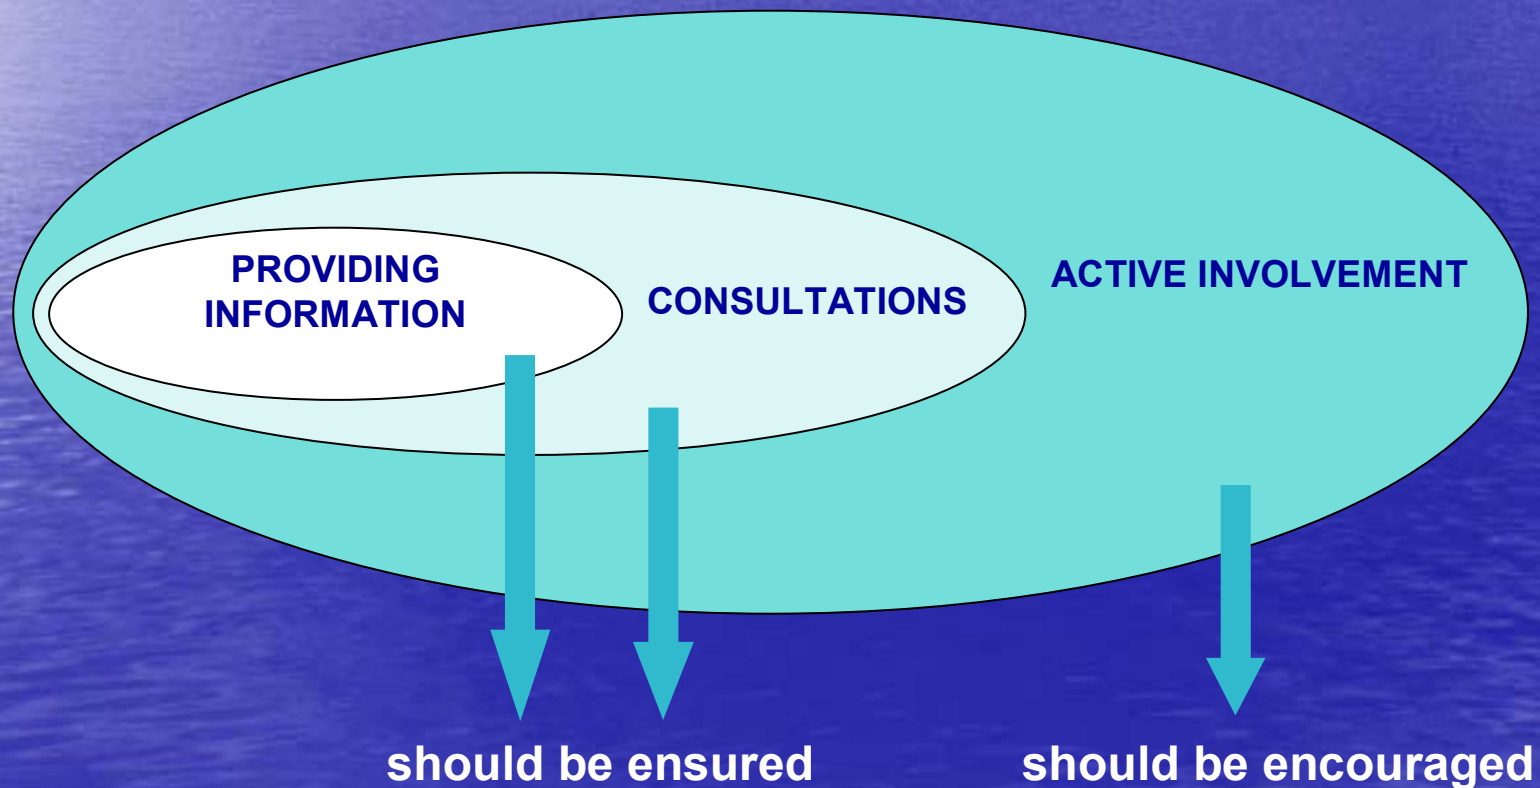 PROVIDING
INFORMATION
CONSULTATIONS
ACTIVE INVOLVEMENT
should be ensured
should be encouraged